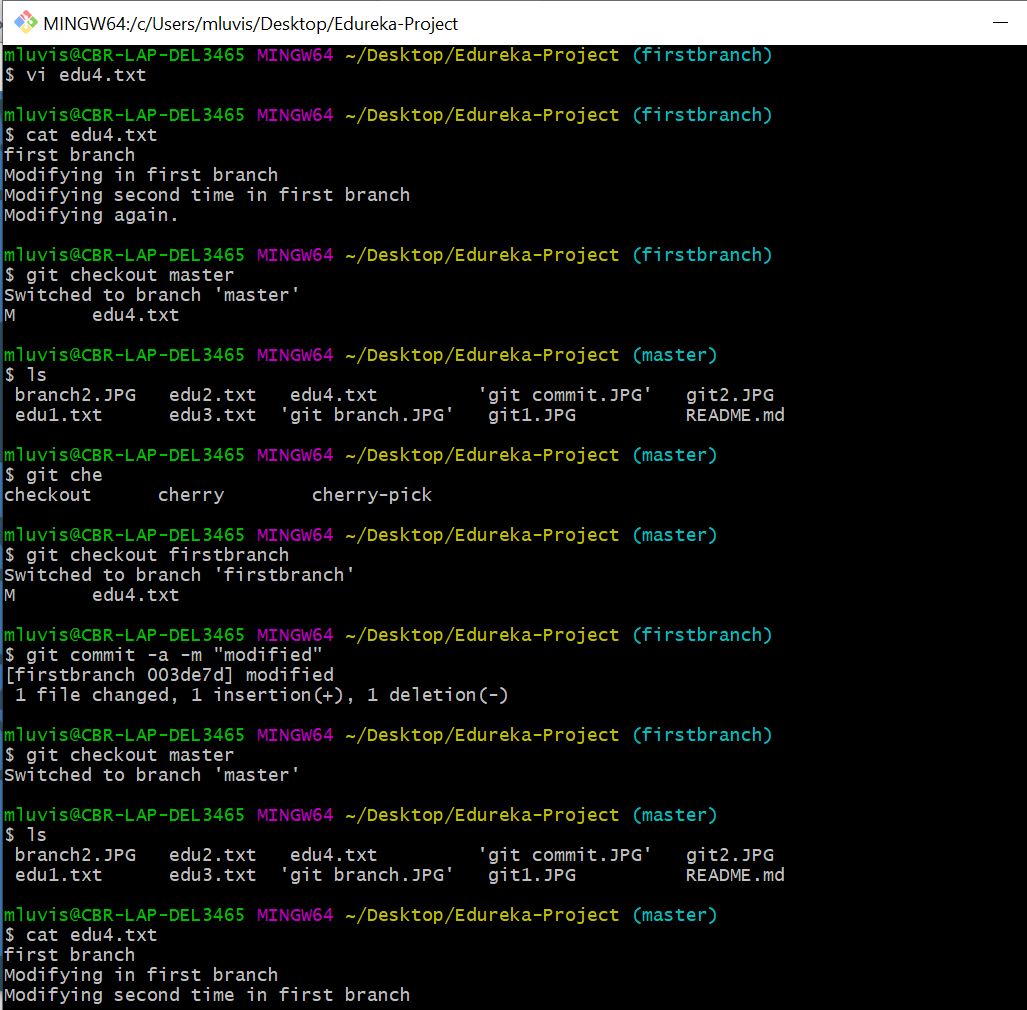 MINGW64:/c/Users/mluvis/Desktop/Edureka-Project
mluvis@CBR-LAP-DEL3465 MINGW64 ~/Desktop/Edureka-Project (firstbranch)
$ vi edu4.txt
mluvis@CBR-LAP-DEL3465 MINGW64 ~/Desktop/Edureka-Project (firstbranch)
$ cat edu4.txt
first branch
Modifying in first branch
Modifying second time in first branch
Modifying again.
mluvis@CBR-LAP-DEL3465 MINGW64 ~/Desktop/Edureka-Project (firstbranch)
$ git checkout master
Switched to branch 'master'
M       edu4.txt
mluvis@CBR-LAP-DEL3465 MINGW64 ~/Desktop/Edureka-Project (master)
$ ls
branch2.JPG   edu2.txt   edu4.txt         'git commit.JPG'   git2.JPG
edu1.txt      edu3.txt  'git branch.JPG'   git1.JPG          README.md
mluvis@CBR-LAP-DEL3465 MINGW64 ~/Desktop/Edureka-Project (master)
$ git che
checkout      cherry        cherry-pick
mluvis@CBR-LAP-DEL3465 MINGW64 ~/Desktop/Edureka-Project (master)
$ git checkout firstbranch
Switched to branch 'firstbranch'
M       edu4.txt
mluvis@CBR-LAP-DEL3465 MINGW64 ~/Desktop/Edureka-Project (firstbranch)
$ git commit -a -m "modified"
[firstbranch 003de7d] modified
1 file changed, 1 insertion(+), 1 deletion(-)
mluvis@CBR-LAP-DEL3465 MINGW64 ~/Desktop/Edureka-Project (firstbranch)
$ git checkout master
Switched to branch 'master'
mluvis@CBR-LAP-DEL3465 MINGW64 ~/Desktop/Edureka-Project (master)
$ ls
branch2.JPG   edu2.txt   edu4.txt         'git commit.JPG'   git2.JPG
edu1.txt      edu3.txt  'git branch.JPG'   git1.JPG          README.md
mluvis@CBR-LAP-DEL3465 MINGW64 ~/Desktop/Edureka-Project (master)
$ cat edu4.txt
first branch
Modifying in first branch
Modifying second time in first branch